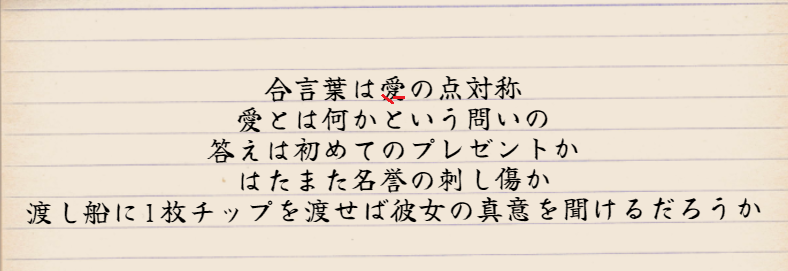 合言葉は愛の点対称
愛とは何かという問いの
答えは初めてのプレゼントか
はたまた名誉の刺し傷か
渡し船に1枚チップを渡せば彼女の真意を聞けるだろうか